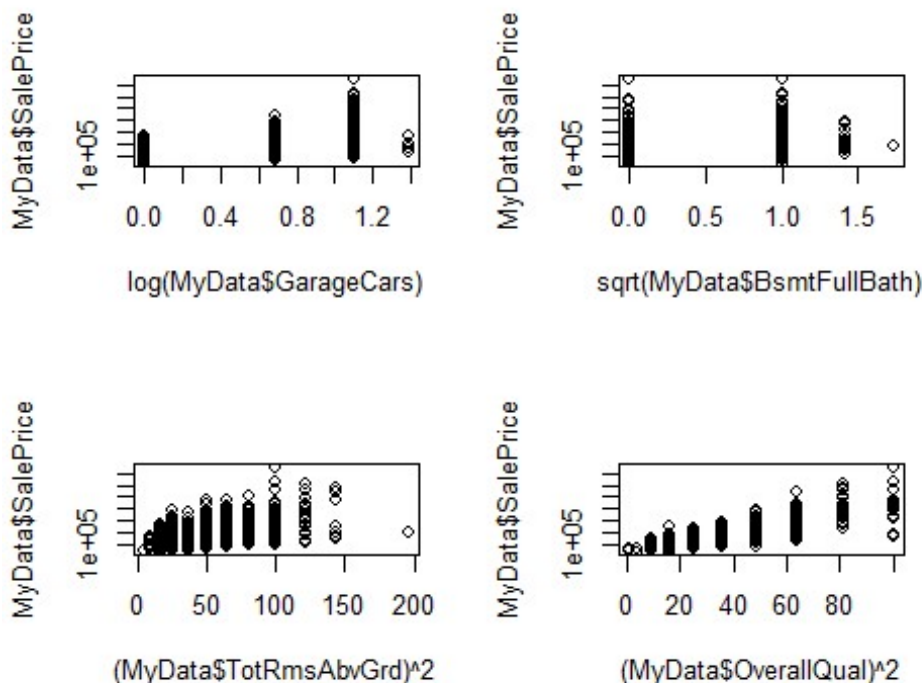 MyData$SalePrice
1e+05
0.0 0.4 0.8 1.2
log(MyData$GarageCars)
MyData$SalePrice
1e+05
0.0 0.5 1.0 1.5
sqrt(MyData$BsmtFullBath)
MyData$SalePrice
1e+05
0 50 100 150 200
(MyData$TotRmsAbvGrd)^2
MyData$SalePrice
1e+05
0 20 40 60 80
(MyData$OverallQual)^2